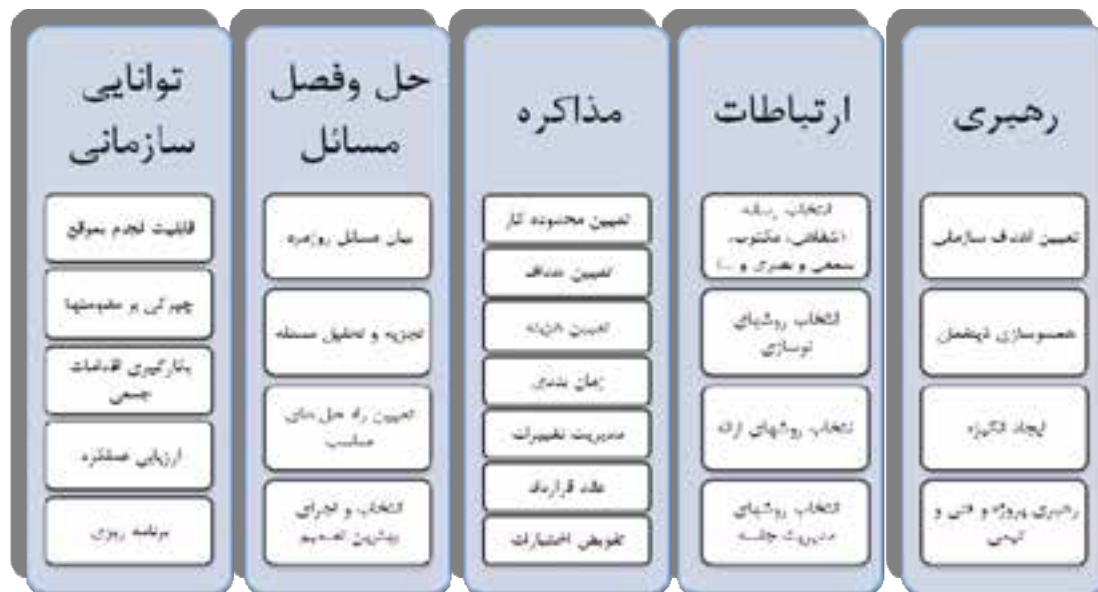 رهبری
تعیین اهداف سازمانی
همسوسازی ذینفعان
ایجاد انگیزه
رهبری پروژه و فنی و
تیمی
ارتباطات
انتخاب رسانه
(شفاهی، مکتوب،
سمعی و بصری و ...)
انتخاب روشهای
نوسازی
انتخاب روشهای ارائه
انتخاب روشهای
مدیریت جلسه
مذاکره
تعیین محدوده کار
تعیین اهداف
تعیین هزینه
زمان بندی
مدیریت تغییرات
عقد قرارداد
تفویض اختیارات
حل وفصل
مسائل
بیان مسائل روزمره
تجزیه و تحلیل مسئله
تعیین راه حل های
مناسب
انتخاب و اجرای
بهترین تصمیم
توانایی
سازمانی
قابلیت انجام بموقع
چیرگی بر مقاومتها
بکارگیری اقدامات
جمعی
ارزیابی عملکرد
برنامه ریزی